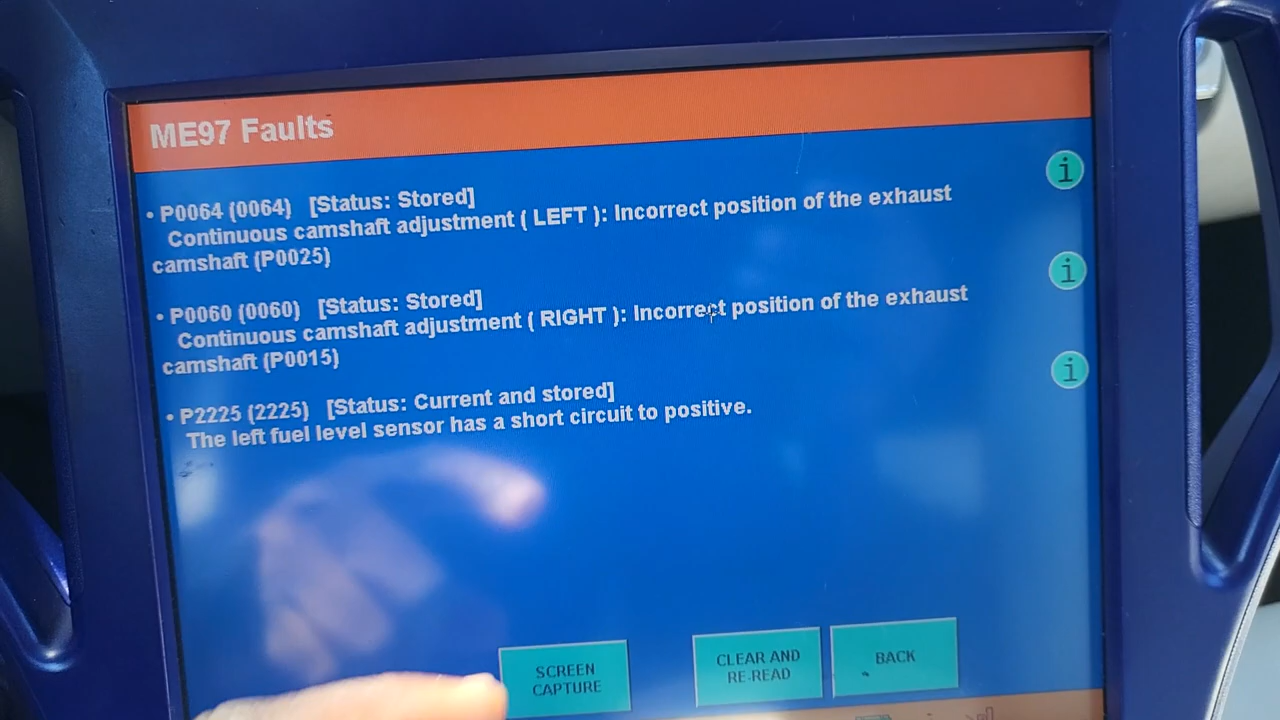 ME97 Faults
• P0064 (0064) [Status: Stored]
Continuous camshaft adjustment ( LEFT ): Incorrect position of the exhaust
camshaft (P0025)
i
• P0060 (0060) [Status: Stored]
Continuous camshaft adjustment ( RIGHT ): Incorrect position of the exhaust
camshaft (P0015)
i
• P2225 (2225) [Status: Current and stored]
The left fuel level sensor has a short circuit to positive.
i
SCREEN
CAPTURE
CLEAR AND
RE-READ
BACK